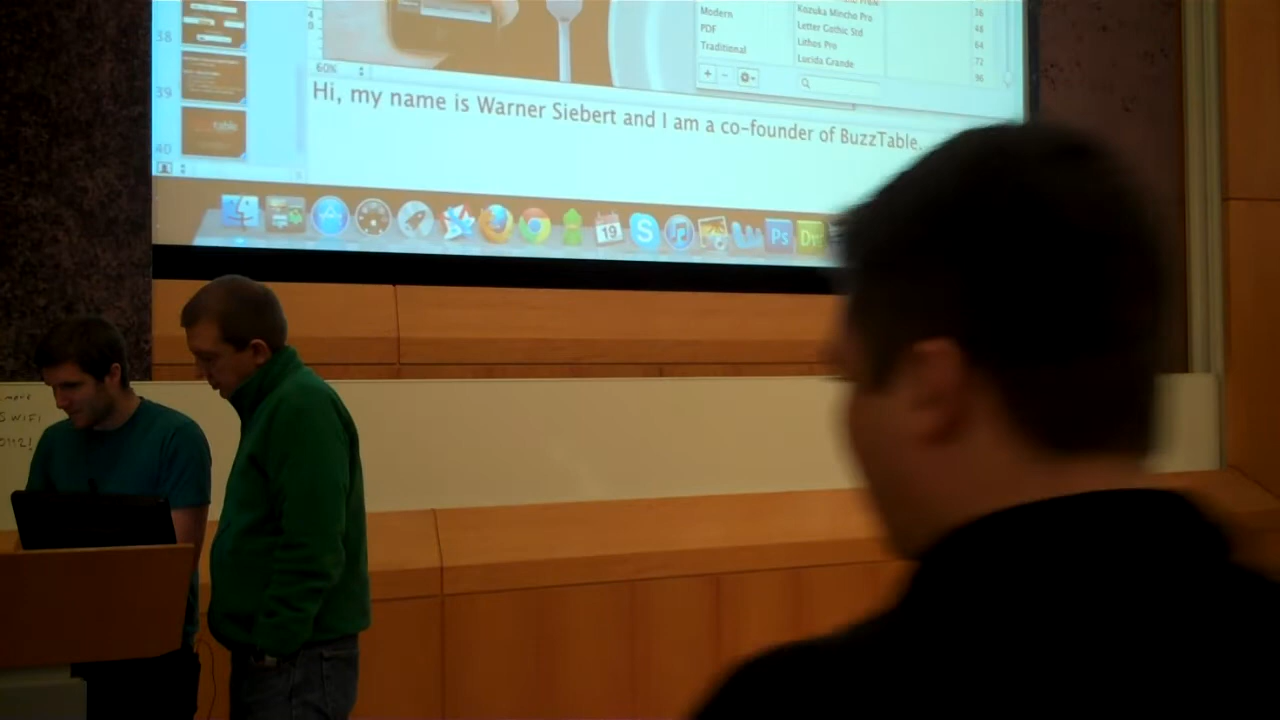 38
39
40
60%
Modern
PDF
Traditional
Kozuka Mincho Pro
Letter Gothic Std
Lithos Pro
Lucida Grande
36
48
64
72
96
Hi, my name is Warner Siebert and I am a co-founder of BuzzTable.
19
Ps
WIFI